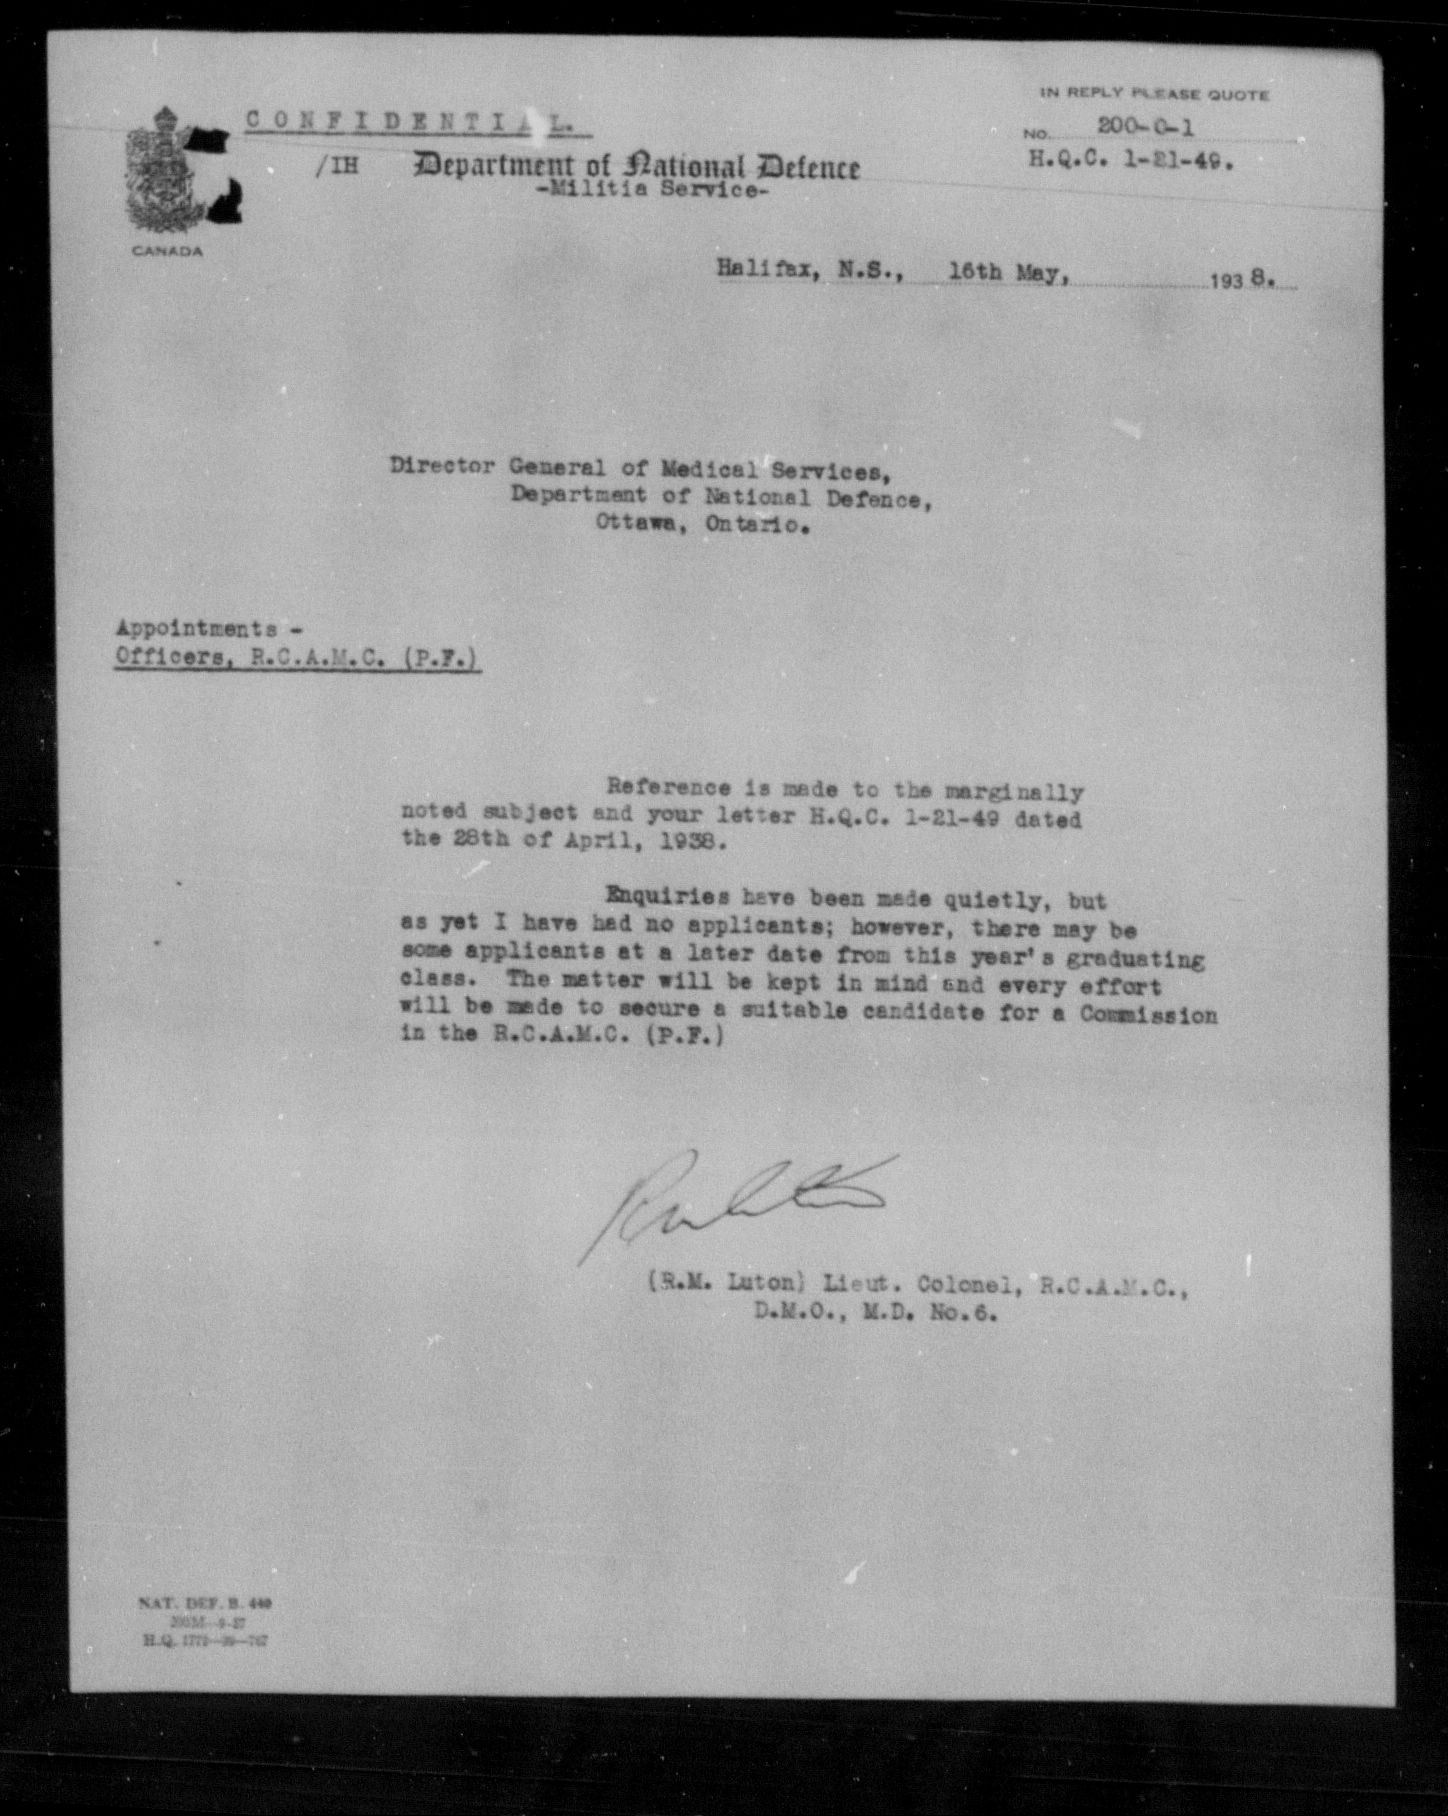 CONFIDENTIAL.
IN REPLY PLEASE QUOTE
No. 200-0-1
H.Q.C. 1-21-49.
/IH Department of National Defence
-Militia Service-
CANADA
Halifax, N.S., 16th May, 1938.
Director General of Medical Services,
Department of National Defence,
Ottawa, Ontario.
Appointments -
Officers, R.C.A.M.C. (P.F.)
Reference is made to the marginally
noted subject and your letter H.Q.C. 1-21-49 dated
the 28th of April, 1938.
Enquiries have been made quietly, but
as yet I have had no applicants; however, there may be
some applicants at a later date from this year's graduating
class. The matter will be kept in mind and every effort
will be made to secure a suitable candidate for a Commission
in the R.C.A.M.C. (P.F.)
(R.M. Luton) Lieut. Colonel, R.C.A.M.C.,
D.M.O., M.D. No.6.
NAT. DEF. B. 440
H.Q.